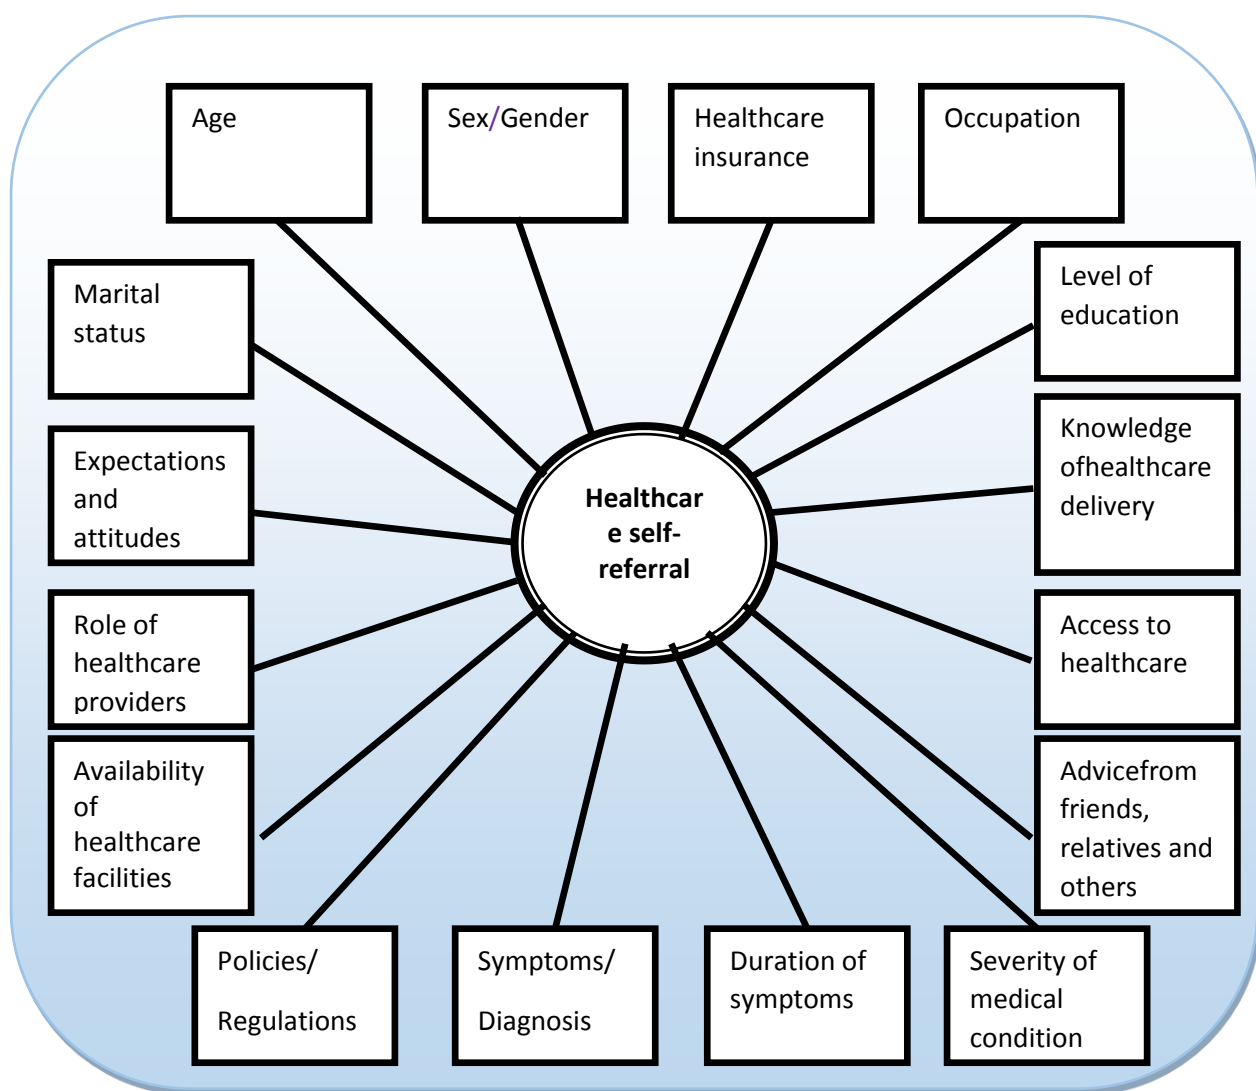 Age
Sex/Gender
Healthcare
insurance
Occupation
Level of
education
Marital
status
Knowledge
ofhealthcare
delivery
Expectations
and
attitudes
Healthcar
e self-
referral
Role of
healthcare
providers
Access to
healthcare
Availability
of
healthcare
facilities
Advicefrom
friends,
relatives and
others
Policies/
Regulations
Symptoms/
Diagnosis
Duration of
symptoms
Severity of
medical
condition